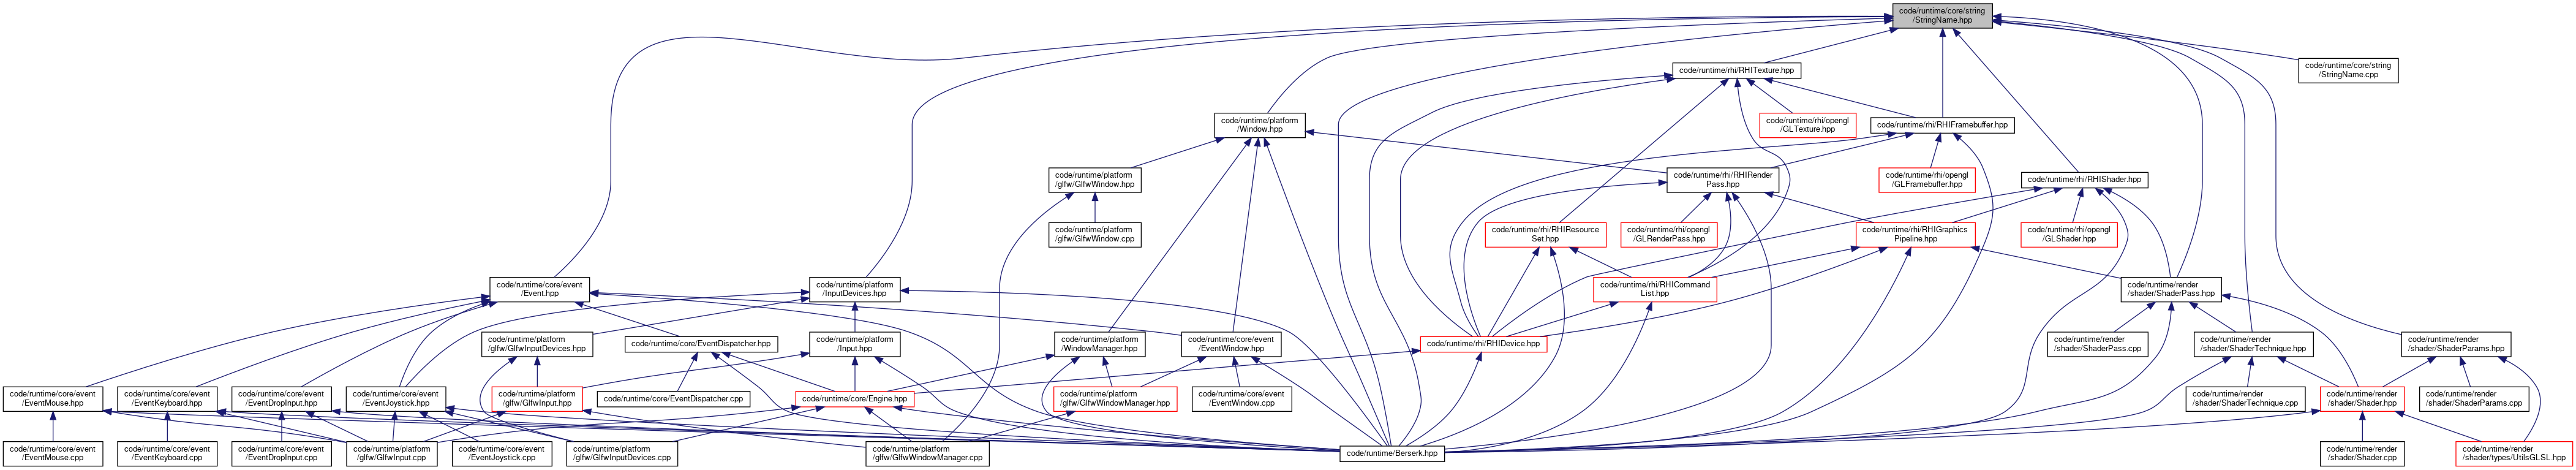 code/runtime/core/string
/StringName.hpp
code/runtime/rhi/RHITexture.hpp
code/runtime/core/string
/StringName.cpp
code/runtime/platform
/Window.hpp
code/runtime/rhi/opengl
/GLTexture.hpp
code/runtime/rhi/RHIFramebuffer.hpp
code/runtime/platform
/glfw/GlfwWindow.hpp
code/runtime/rhi/RHIRender
Pass.hpp
code/runtime/rhi/opengl
/GLFramebuffer.hpp
code/runtime/rhi/RHIShader.hpp
code/runtime/platform
/glfw/GlfwWindow.cpp
code/runtime/rhi/RHIResource
Set.hpp
code/runtime/rhi/opengl
/GLRenderPass.hpp
code/runtime/rhi/RHIGraphics
Pipeline.hpp
code/runtime/rhi/opengl
/GLShader.hpp
code/runtime/core/event
/Event.hpp
code/runtime/platform
/InputDevices.hpp
code/runtime/rhi/RHICommand
List.hpp
code/runtime/render
/shader/ShaderPass.hpp
code/runtime/platform
/glfw/GlfwInputDevices.hpp
code/runtime/core/EventDispatcher.hpp
code/runtime/platform
/Input.hpp
code/runtime/platform
/WindowManager.hpp
code/runtime/core/event
/EventWindow.hpp
code/runtime/rhi/RHIDevice.hpp
code/runtime/render
/shader/ShaderPass.cpp
code/runtime/render
/shader/ShaderTechnique.hpp
code/runtime/render
/shader/ShaderParams.hpp
code/runtime/core/event
/EventMouse.hpp
code/runtime/core/event
/EventKeyboard.hpp
code/runtime/core/event
/EventDropInput.hpp
code/runtime/core/event
/EventJoystick.hpp
code/runtime/platform
/glfw/GlfwInput.hpp
code/runtime/core/EventDispatcher.cpp
code/runtime/core/Engine.hpp
code/runtime/platform
/glfw/GlfwWindowManager.hpp
code/runtime/core/event
/EventWindow.cpp
code/runtime/render
/shader/ShaderTechnique.cpp
code/runtime/render
/shader/Shader.hpp
code/runtime/render
/shader/ShaderParams.cpp
code/runtime/core/event
/EventMouse.cpp
code/runtime/core/event
/EventKeyboard.cpp
code/runtime/core/event
/EventDropInput.cpp
code/runtime/platform
/glfw/GlfwInput.cpp
code/runtime/core/event
/EventJoystick.cpp
code/runtime/platform
/glfw/GlfwInputDevices.cpp
code/runtime/platform
/glfw/GlfwWindowManager.cpp
code/runtime/Berserk.hpp
code/runtime/render
/shader/Shader.cpp
code/runtime/render
/shader/types/UtilsGLSL.hpp